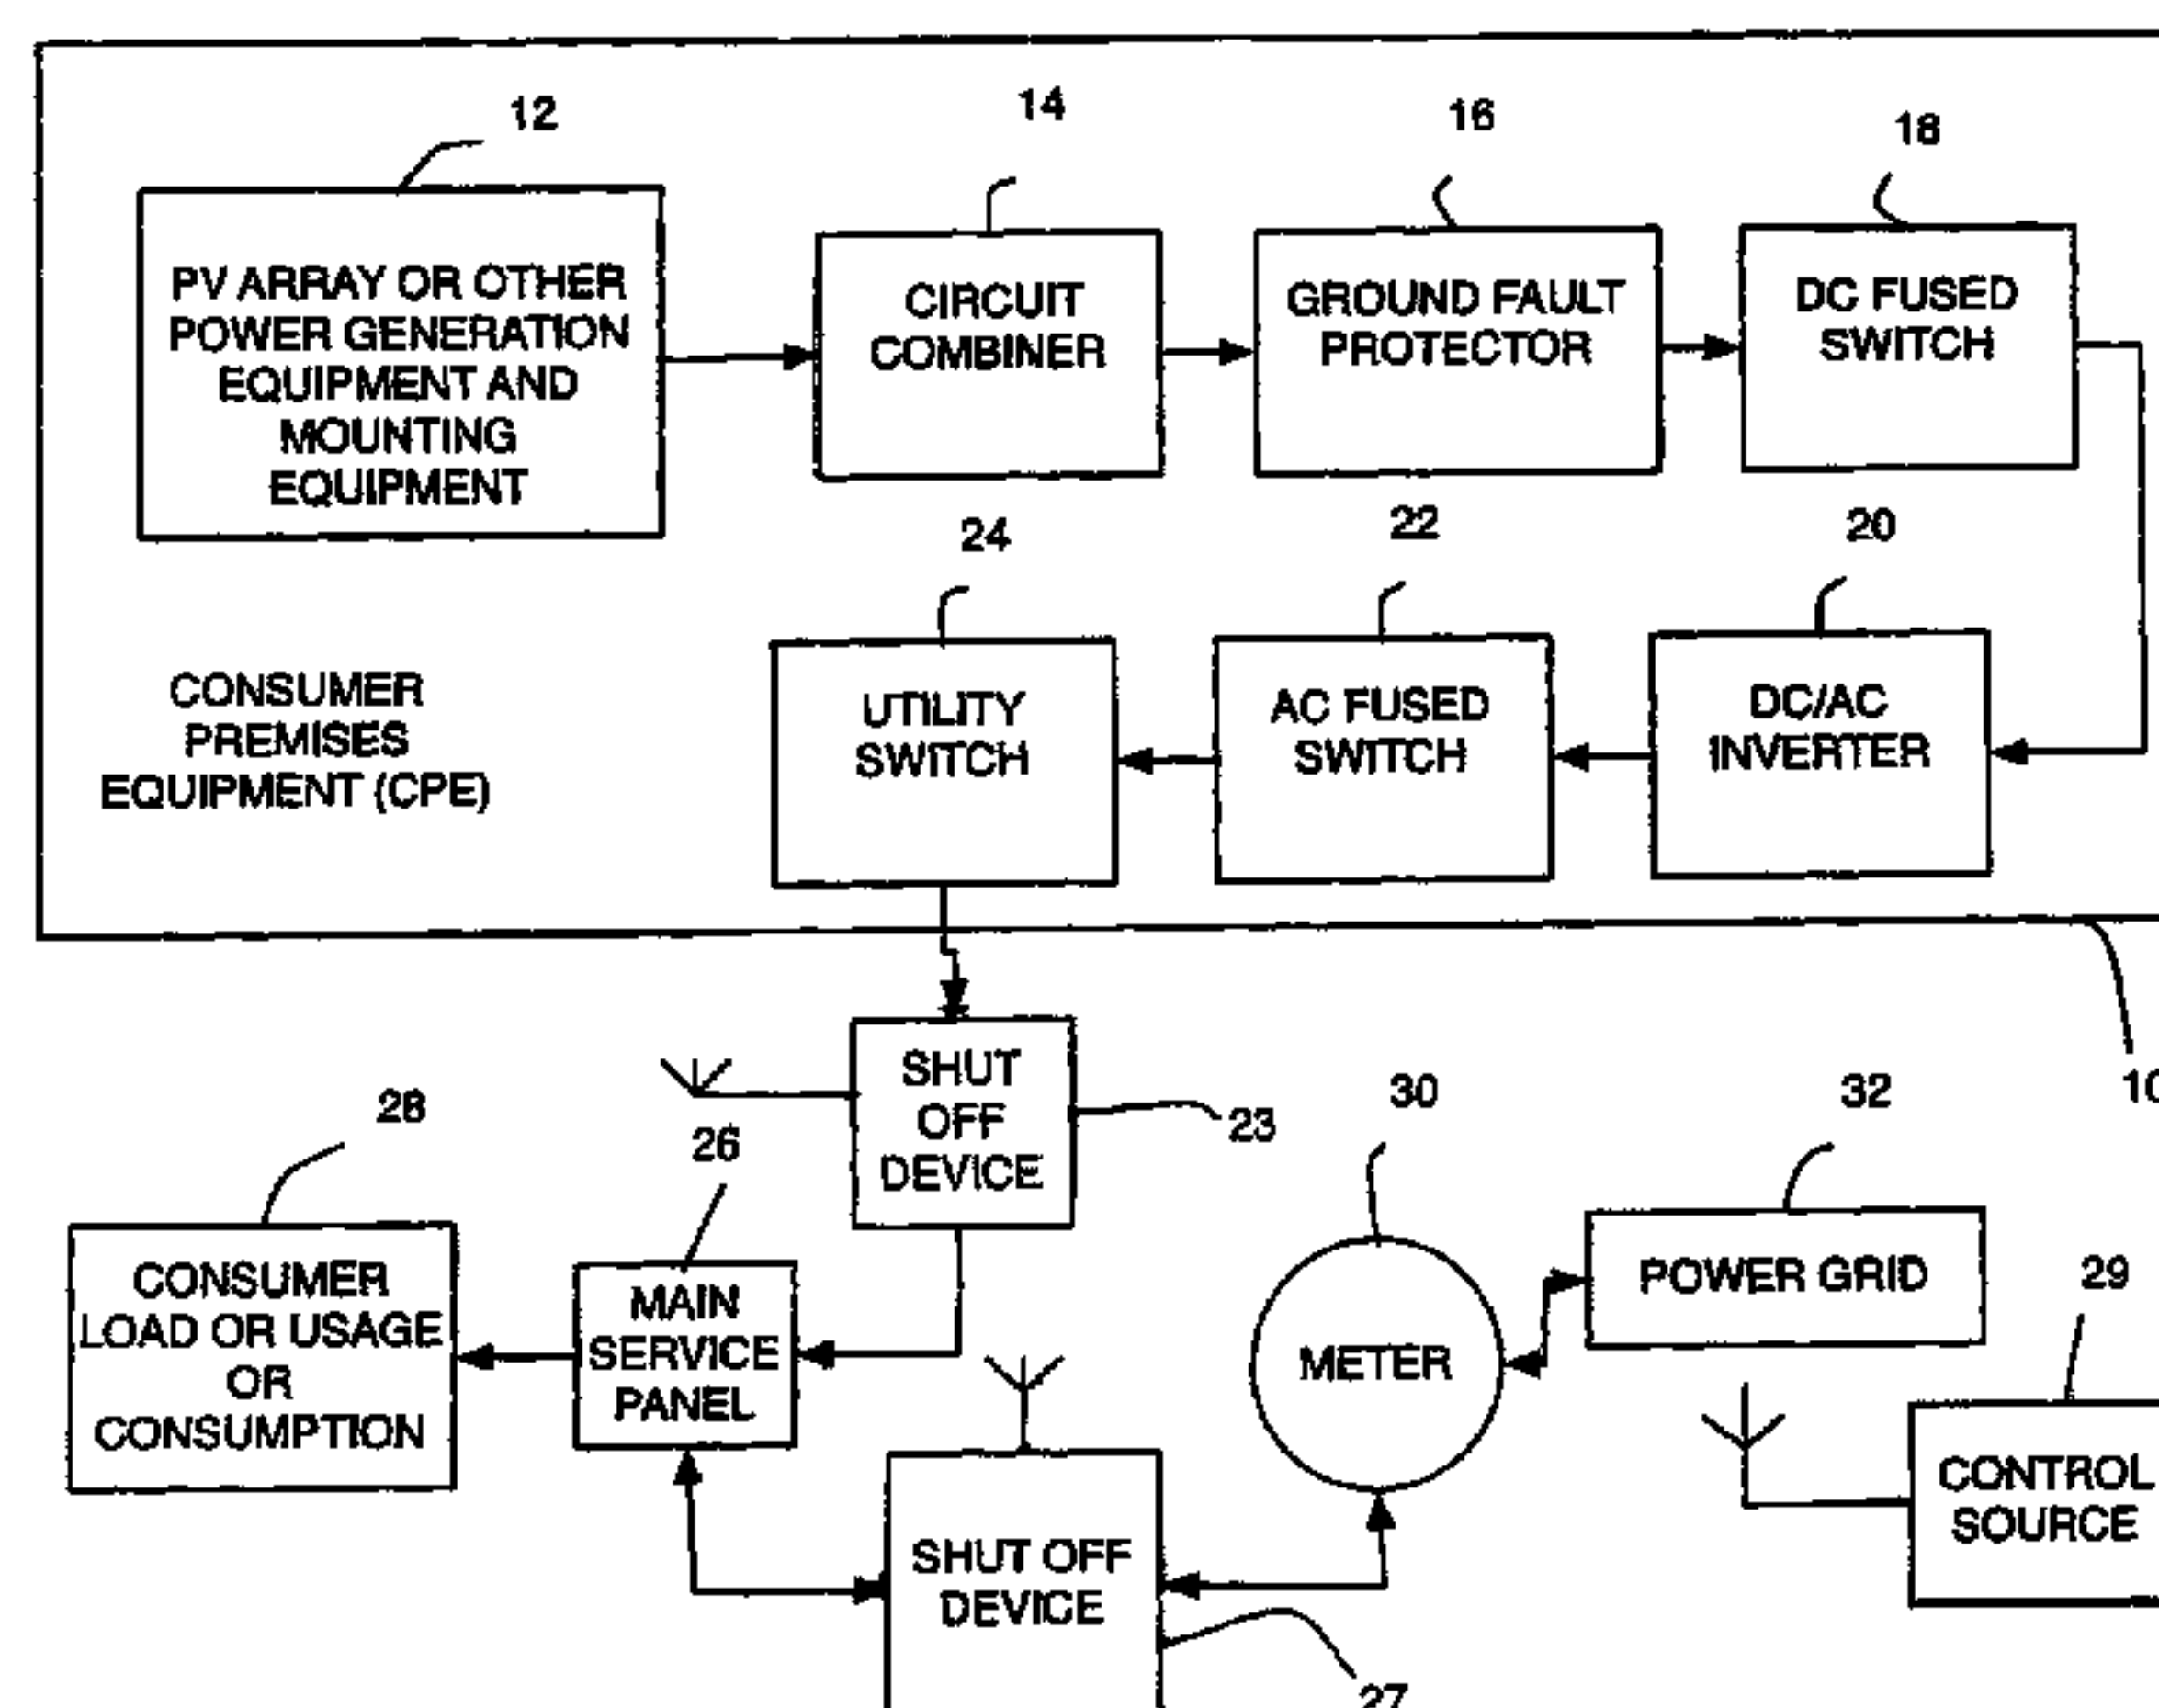 12
14
16
18
PV ARRAY OR OTHER
POWER GENERATION
EQUIPMENT AND
MOUNTING
EQUIPMENT
CIRCUIT
COMBINER
GROUND FAULT
PROTECTOR
DC FUSED
SWITCH
24
22
20
CONSUMER
PREMISES
EQUIPMENT (CPE)
UTILITY
SWITCH
AC FUSED
SWITCH
DC/AC
INVERTER
10
SHUT
OFF
DEVICE
23
28
26
30
32
29
CONSUMER
LOAD OR USAGE
OR
CONSUMPTION
MAIN
SERVICE
PANEL
METER
POWER GRID
CONTROL
SOURCE
SHUT OFF
DEVICE
27